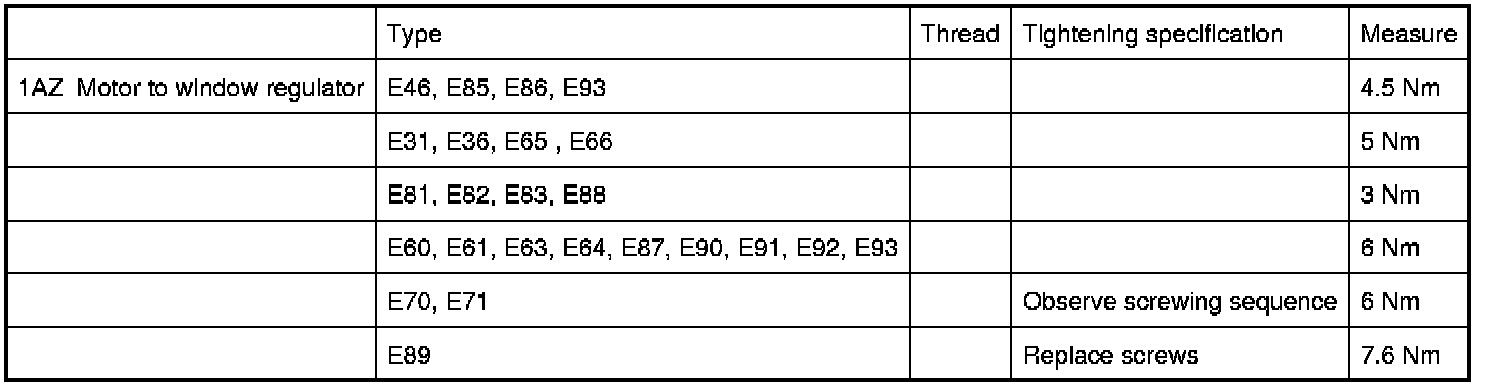 Type Thread Tightening specification Measure
1AZ Motor to window regulator E46, E85, E86, E93 4.5 Nm
E31, E36, E65 , E66 5 Nm
E81, E82, E83, E88 3 Nm
E60, E61, E63, E64, E87, E90, E91, E92, E93 6 Nm
E70, E71 Observe screwing sequence 6 Nm
E89 Replace screws 7.6 Nm